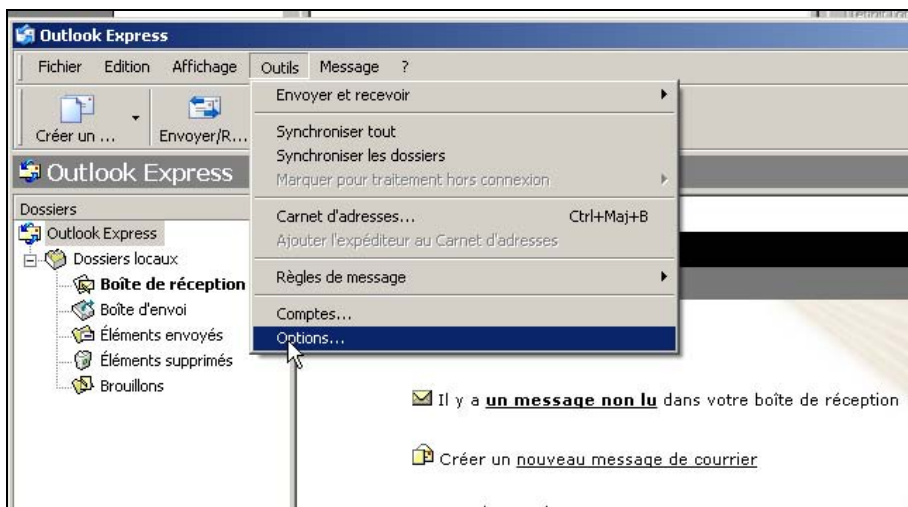 Outlook Express
Fichier Edition Affichage Outils Message ?
Créer un ... Envoyer/R...
Outlook Express
Envoyer et recevoir
Synchroniser tout
Synchroniser les dossiers
Marquer pour traitement hors connexion
Carnet d'adresses... Ctrl+Maj+B
Ajouter l'expéditeur au Carnet d'adresses
Règles de message
Comptes...
Options...
Dossiers
Outlook Express
Dossiers locaux
Boîte de réception
Boîte d'envoi
Éléments envoyés
Éléments supprimés
Brouillons
Il y a un message non lu dans votre boîte de réception
Créer un nouveau message de courrier